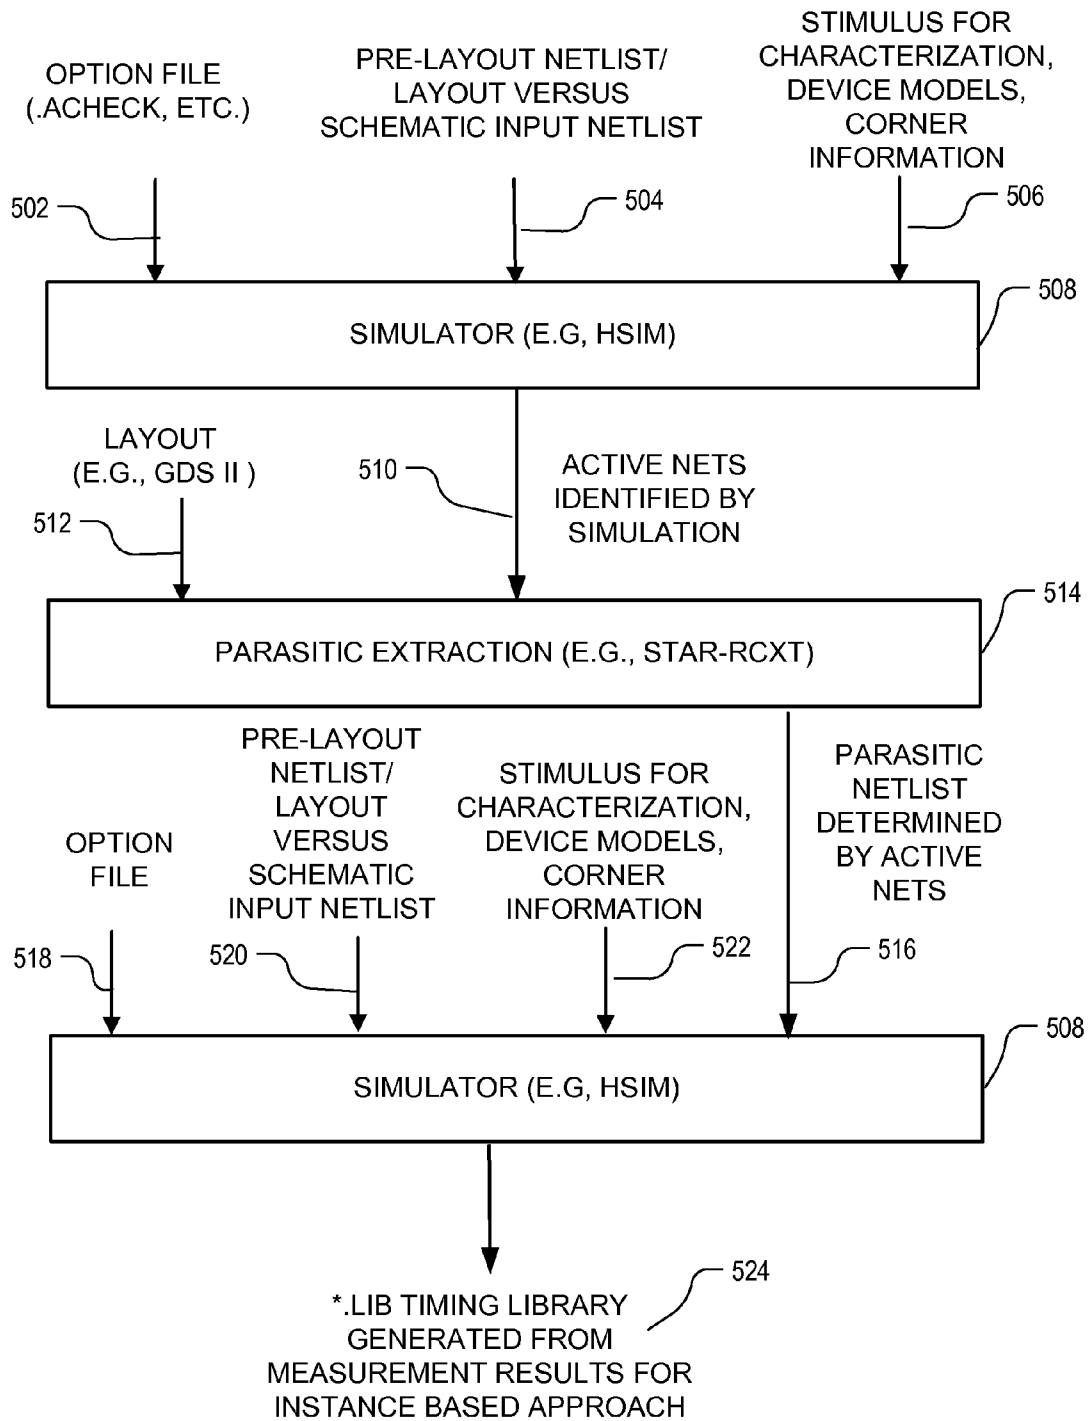 OPTION FILE
(.ACHECK, ETC.)
PRE-LAYOUT NETLIST/
LAYOUT VERSUS
SCHEMATIC INPUT NETLIST
STIMULUS FOR
CHARACTERIZATION,
DEVICE MODELS,
CORNER
INFORMATION
502
504
506
508
SIMULATOR (E.G, HSIM)
LAYOUT
(E.G., GDS II )
510
ACTIVE NETS
IDENTIFIED BY
SIMULATION
512
514
PARASITIC EXTRACTION (E.G., STAR-RCXT)
OPTION
FILE
PRE-LAYOUT
NETLIST/
LAYOUT
VERSUS
SCHEMATIC
INPUT NETLIST
STIMULUS FOR
CHARACTERIZATION,
DEVICE MODELS,
CORNER
INFORMATION
PARASITIC
NETLIST
DETERMINED
BY ACTIVE
NETS
518
520
522
516
508
SIMULATOR (E.G, HSIM)
524
*.LIB TIMING LIBRARY
GENERATED FROM
MEASUREMENT RESULTS FOR
INSTANCE BASED APPROACH